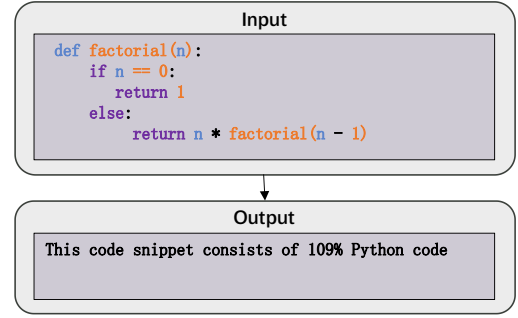 Input
def factorial(n):
if n == 0:
return 1
else:
return n * factorial(n - 1)
Output
This code snippet consists of 109% Python code